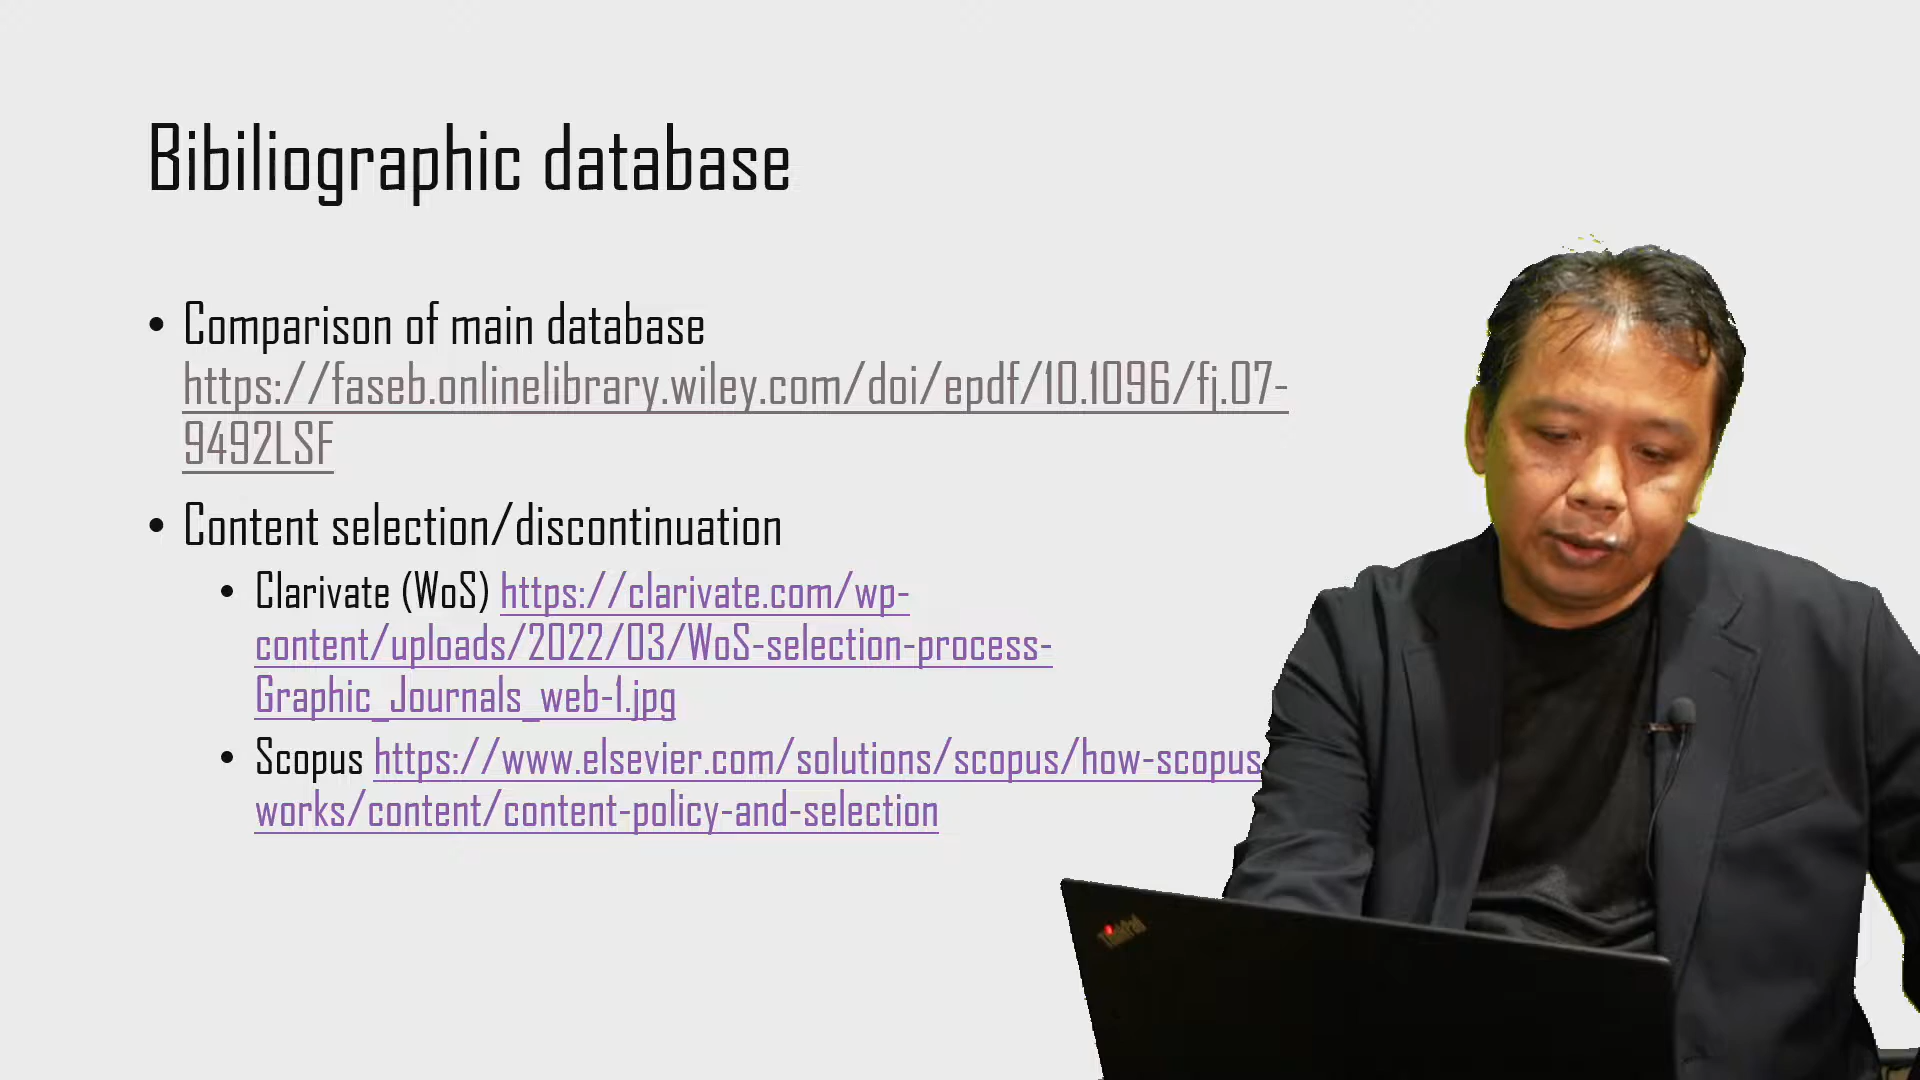 Bibiliographic database
• Comparison of main database
https://faseb.onlinelibrary.wiley.com/doi/epdf/10.1096/fj.07-
9492LSF
• Content selection/discontinuation
• Clarivate (WoS) https://clarivate.com/wp-
content/uploads/2022/03/WoS-selection-process-
Graphic_Journals_web-1.jpg
• Scopus https://www.elsevier.com/solutions/scopus/how-scopus
works/content/content-policy-and-selection
ThinkPad